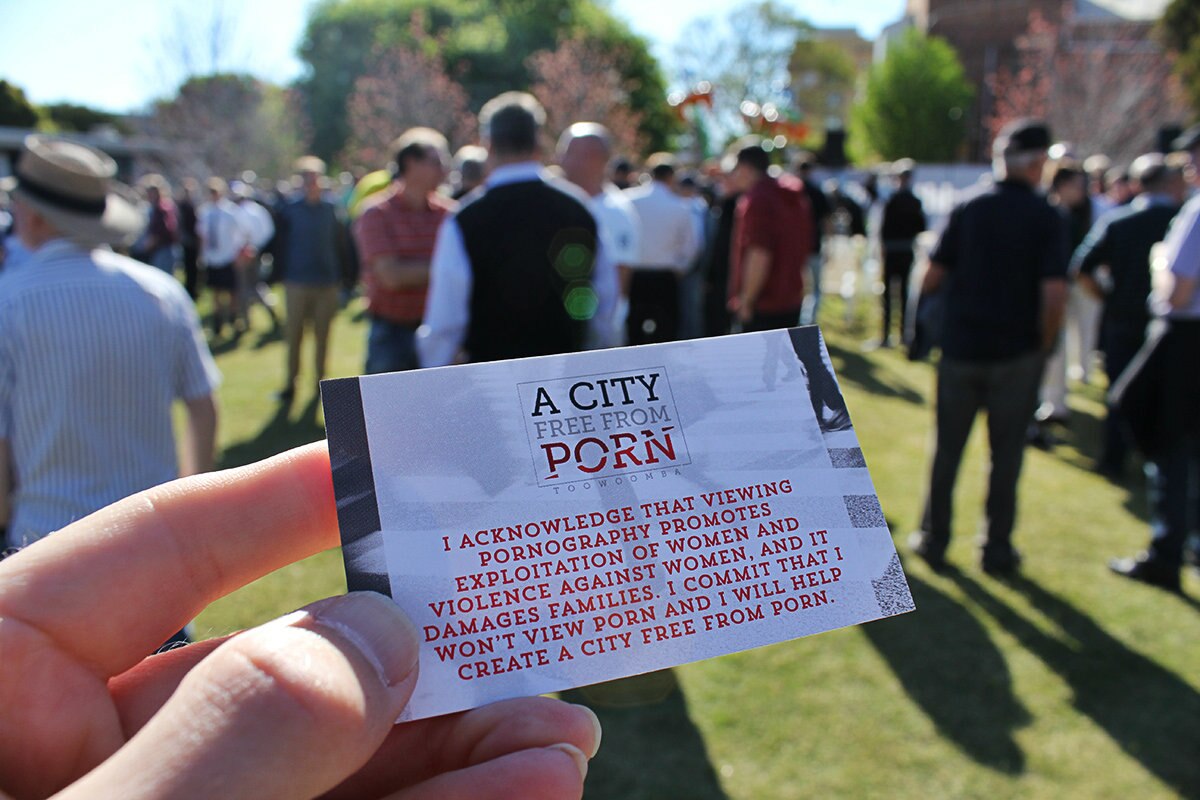 A CITY
FREE FROM
PORN
TOOWOOMBA
I ACKNOWLEDGE THAT VIEWING
PORNOGRAPHY PROMOTES
EXPLOITATION OF WOMEN AND
VIOLENCE AGAINST WOMEN, AND IT
DAMAGES FAMILIES. I COMMIT THAT I
WON'T VIEW PORN AND I WILL HELP
CREATE A CITY FREE FROM PORN.